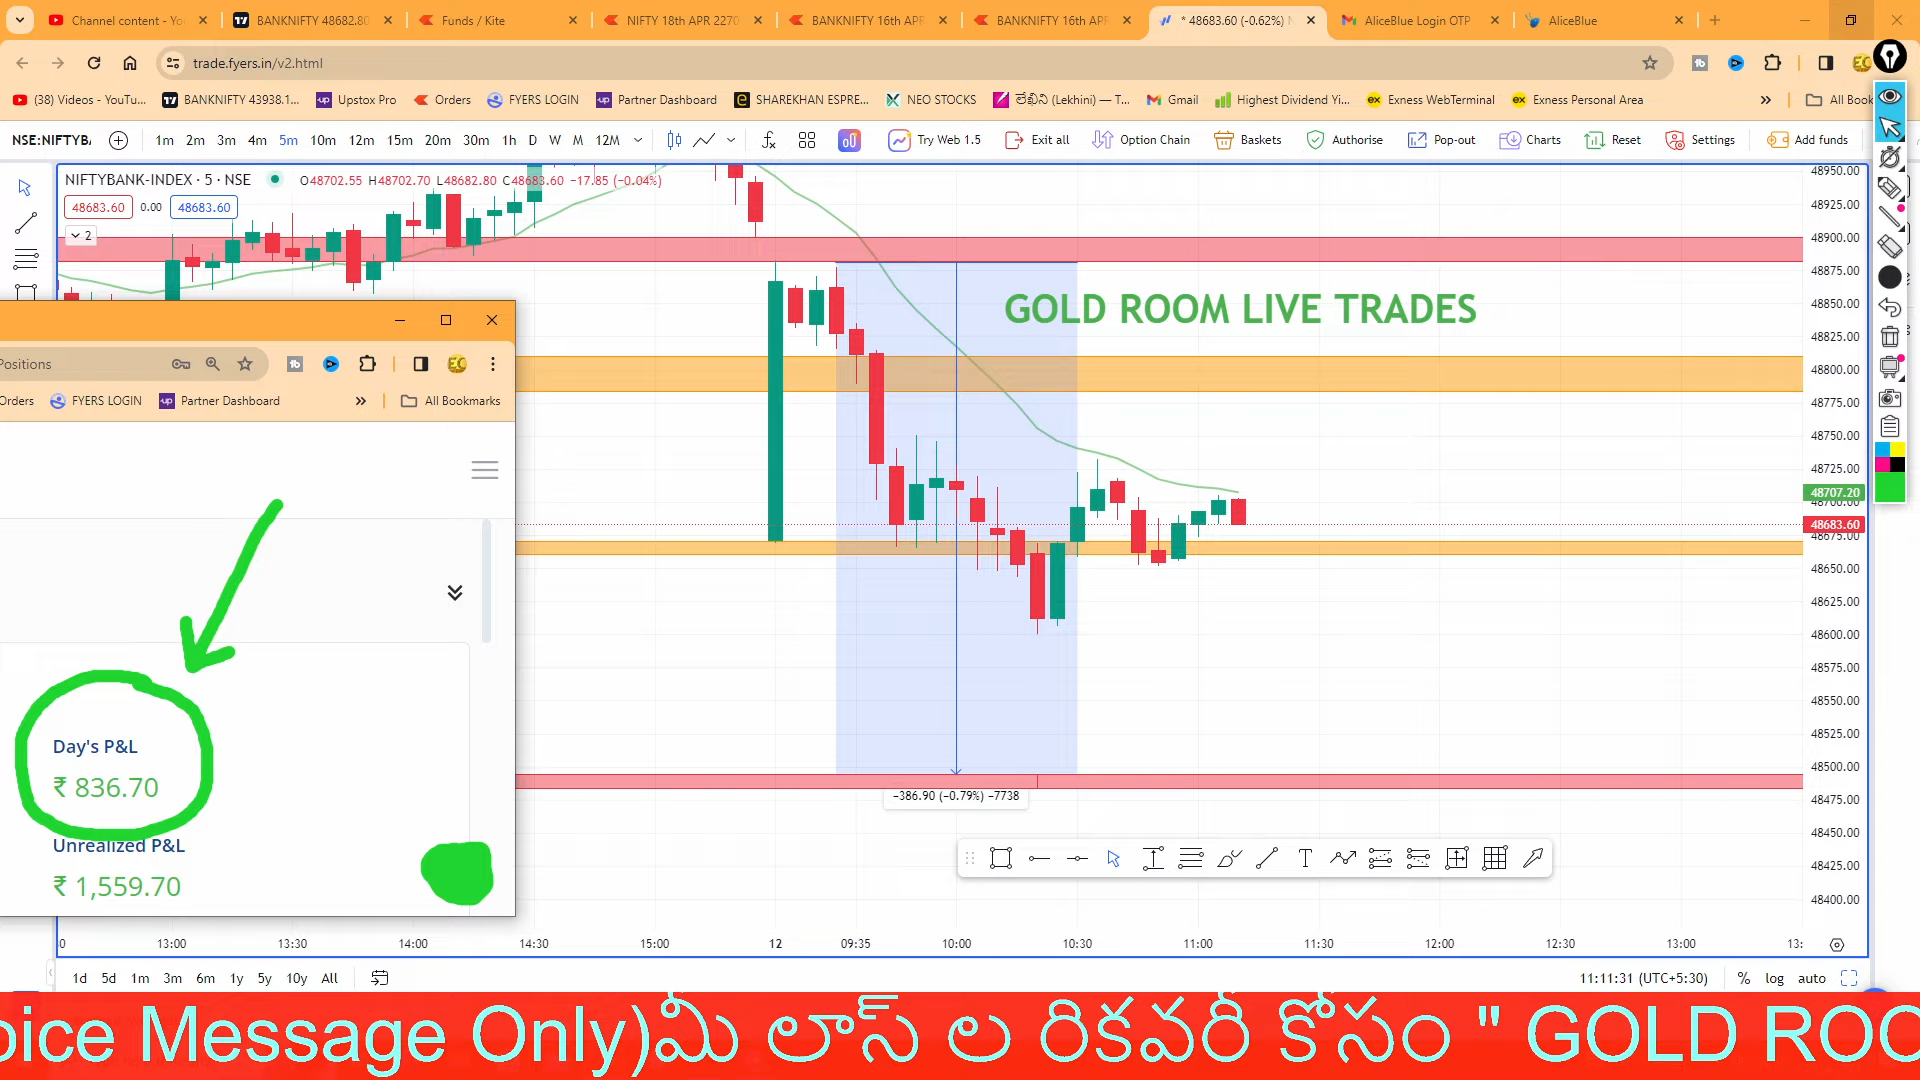 Channel content - Yo
BANKNIFTY 48682.80
Funds / Kite
NIFTY 18th APR 2270
BANKNIFTY 16th APR
BANKNIFTY 16th APR
* 48683.60 (-0.62%) N
AliceBlue Login OTP
AliceBlue
trade.fyers.in/v2.html
(38) Videos - YouTu...
BANKNIFTY 43938.1...
Upstox Pro
Orders
FYERS LOGIN
Partner Dashboard
SHAREKHAN ESPRE...
NEO STOCKS
లేఖిని (Lekhini) — T...
Gmail
Highest Dividend Yi...
Exness WebTerminal
Exness Personal Area
All Book
NSE:NIFTYB
1m 2m 3m 4m 5m 10m 12m 15m 20m 30m 1h D W M 12M
Try Web 1.5
Exit all
Option Chain
Baskets
Authorise
Pop-out
Charts
Reset
Settings
Add funds
NIFTYBANK-INDEX · 5 · NSE
O48702.55 H48702.70 L48682.80 C48683.60 −17.85 (−0.04%)
48683.60 0.00 48683.60
2
GOLD ROOM LIVE TRADES
48950.00
48925.00
48900.00
48875.00
48850.00
48825.00
48800.00
48775.00
48750.00
48725.00
48707.20
48700.00
48683.60
48675.00
48650.00
48625.00
48600.00
48575.00
48550.00
48525.00
48500.00
48475.00
48450.00
48425.00
48400.00
Positions
Orders
FYERS LOGIN
Partner Dashboard
All Bookmarks
Day's P&L
₹ 836.70
Unrealized P&L
₹ 1,559.70
−386.90 (−0.79%) −7738
13:00 13:30 14:00 14:30 15:00 12 09:35 10:00 10:30 11:00 11:30 12:00 12:30 13:00 13:
1d 5d 1m 3m 6m 1y 5y 10y All
11:11:31 (UTC+5:30)
% log auto
oice Message Only)మీ లాస్ ల రికవరీ కోసం " GOLD ROO